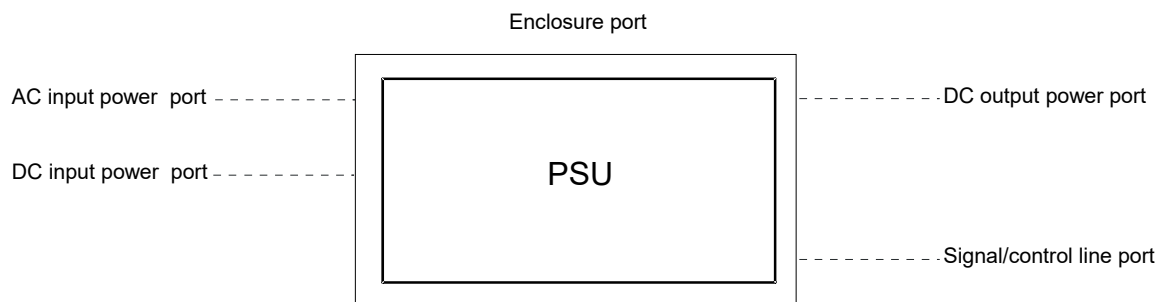 Enclosure port
AC input power  port
DC output power port
DC input power  port
PSU
Signal/control line port